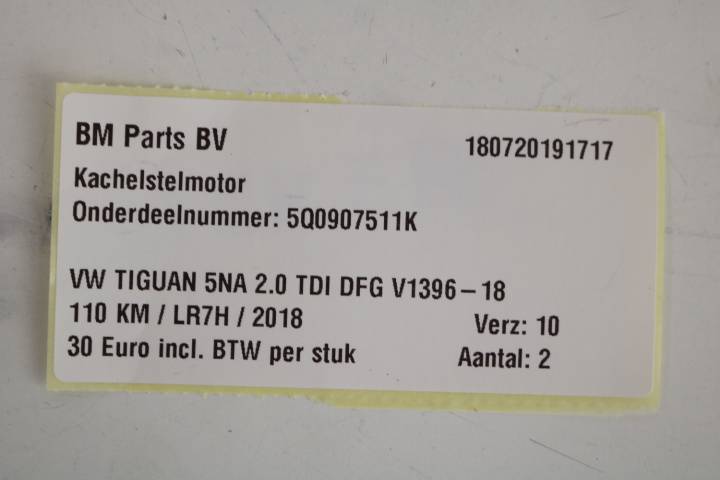 BM Parts BV 180720191717
Kachelstelmotor
Onderdeelnummer: 5Q0907511K
VW TIGUAN 5NA 2.0 TDI DFG V1396-18
110 KM / LR7H / 2018 Verz: 10
30 Euro incl. BTW per stuk Aantal: 2